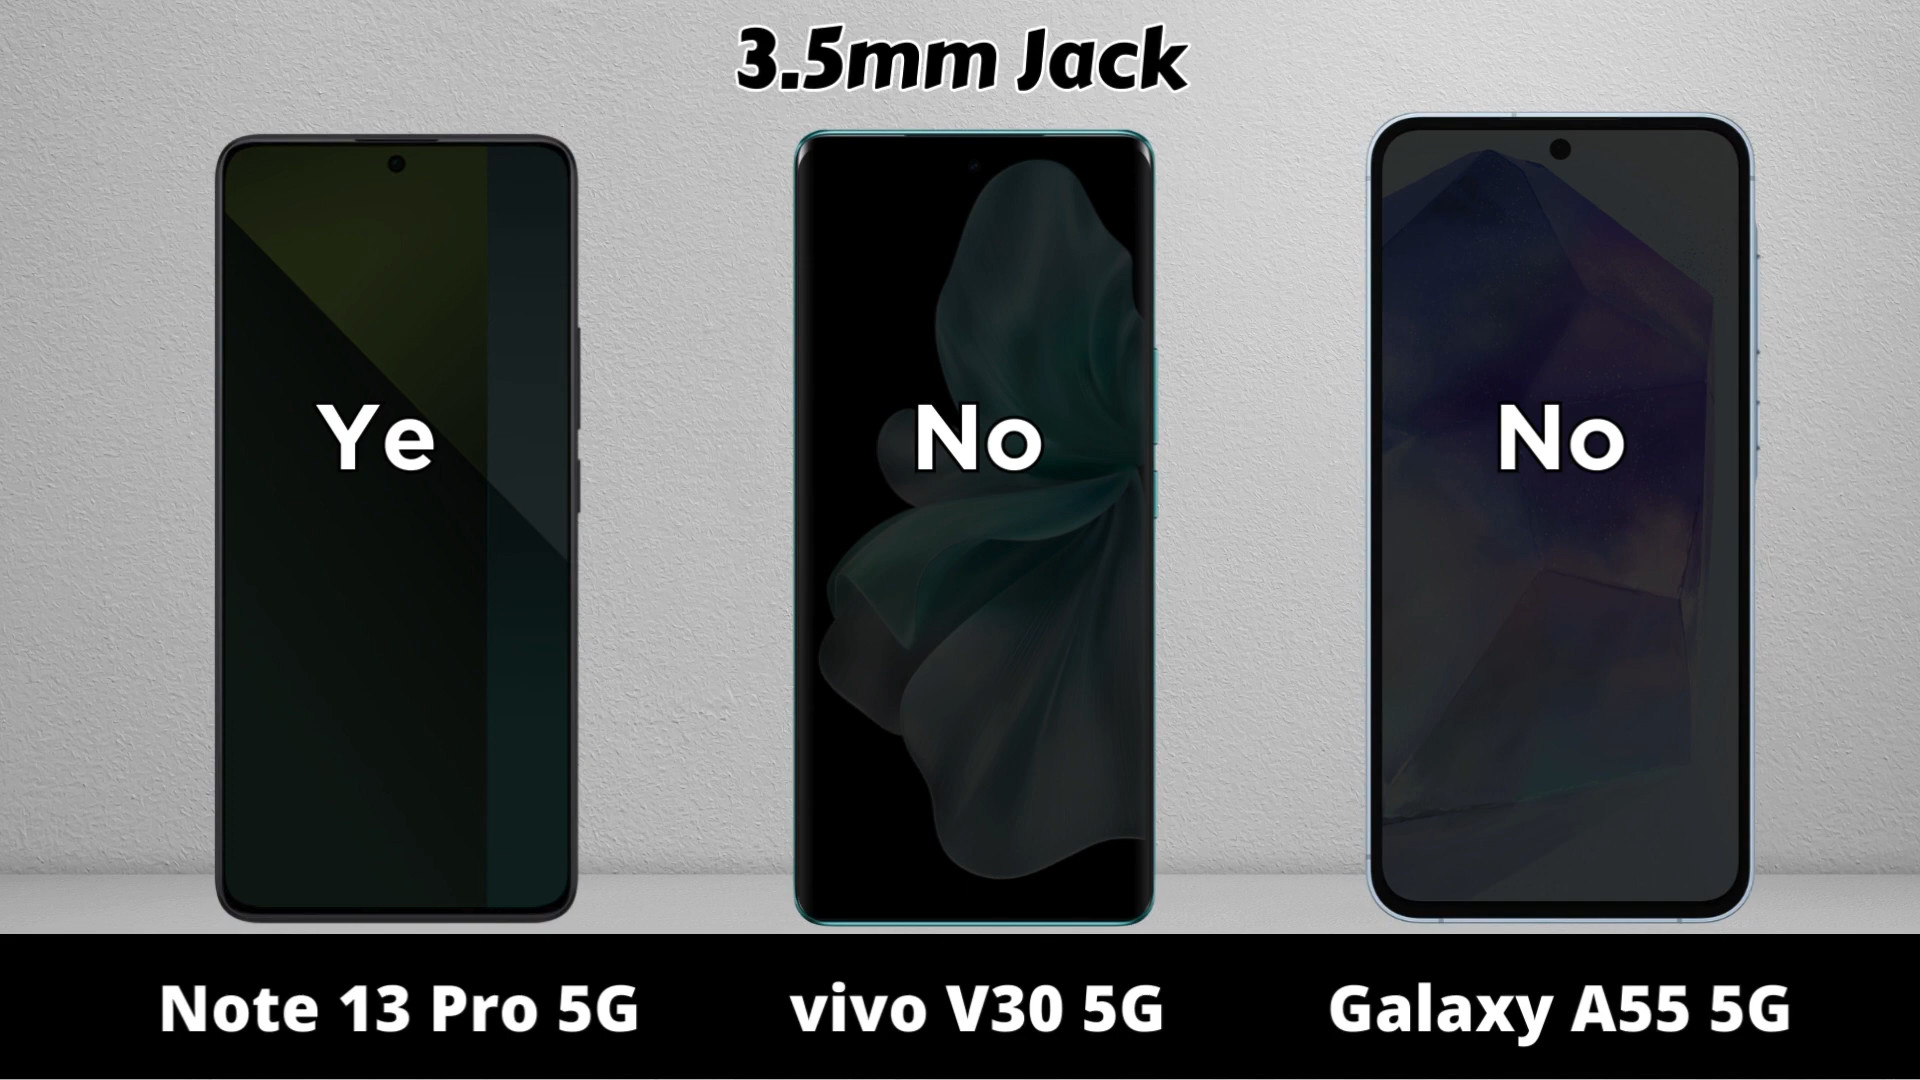 3.5mm Jack
Ye
No
No
Note 13 Pro 5G
vivo V30 5G
Galaxy A55 5G